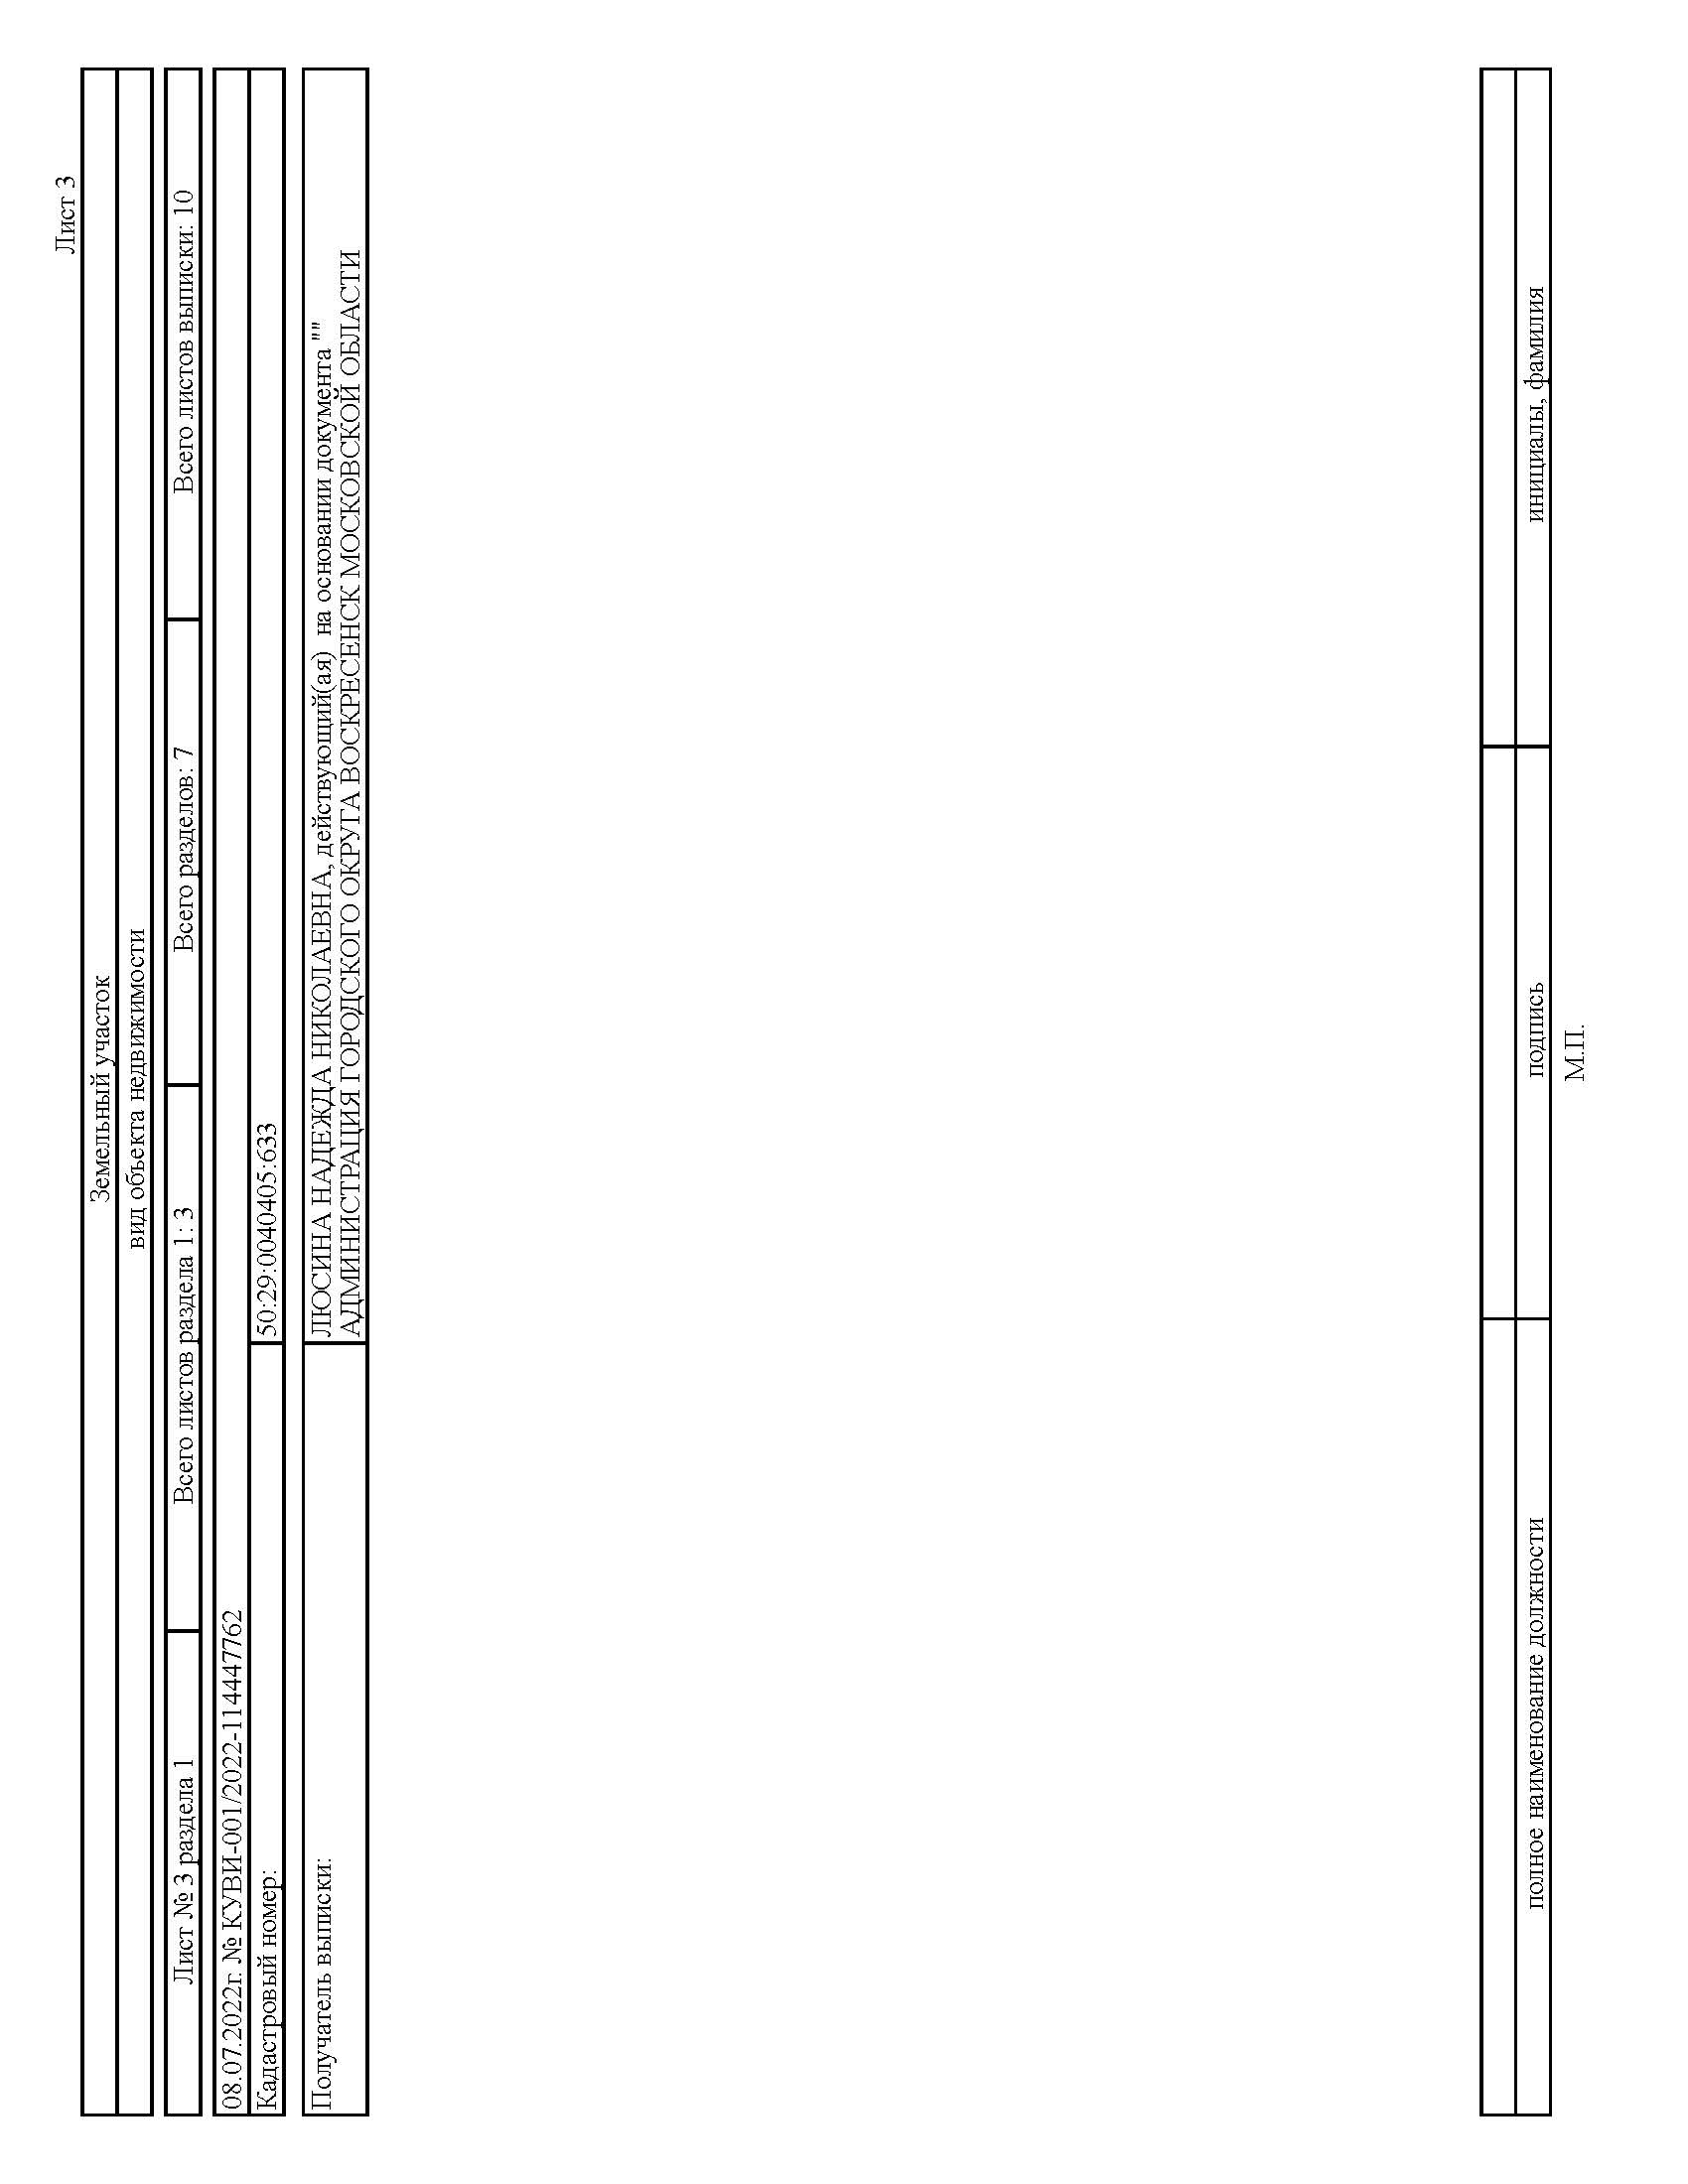 Лист 3
Земельный участок
вид объекта недвижимости
Лист № 3 раздела 1 Всего листов раздела 1: 3 Всего разделов: 7 Всего листов выписки: 10
08.07.2022г. № КУВИ-001/2022-114447762
Кадастровый номер: 50:29:0040405:633
Получатель выписки: ЛЮСИНА НАДЕЖДА НИКОЛАЕВНА, действующий(ая) на основании документа ""
АДМИНИСТРАЦИЯ ГОРОДСКОГО ОКРУГА ВОСКРЕСЕНСК МОСКОВСКОЙ ОБЛАСТИ
полное наименование должности подпись инициалы, фамилия
М.П.